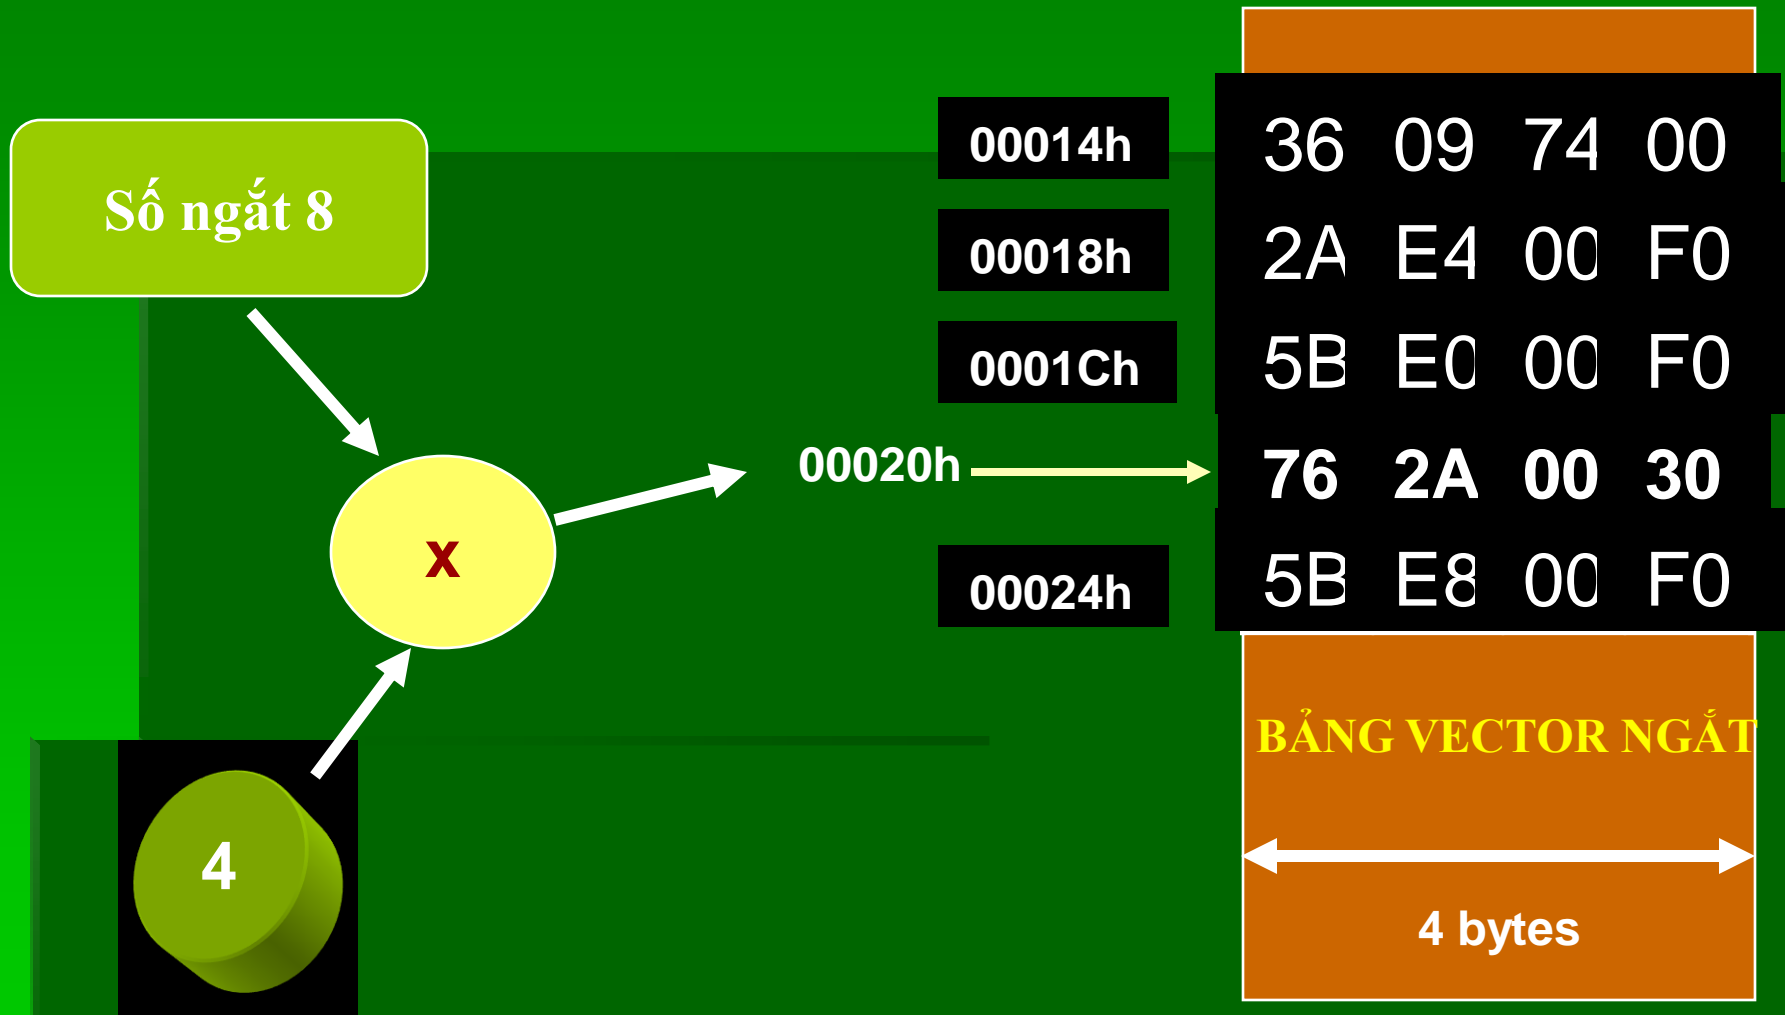 Số ngắt 8
x
4
00014h 36 09 74 00
00018h 2A E4 00 F0
0001Ch 5B E0 00 F0
00020h 76 2A 00 30
00024h 5B E8 00 F0
BẢNG VECTOR NGẮT
4 bytes